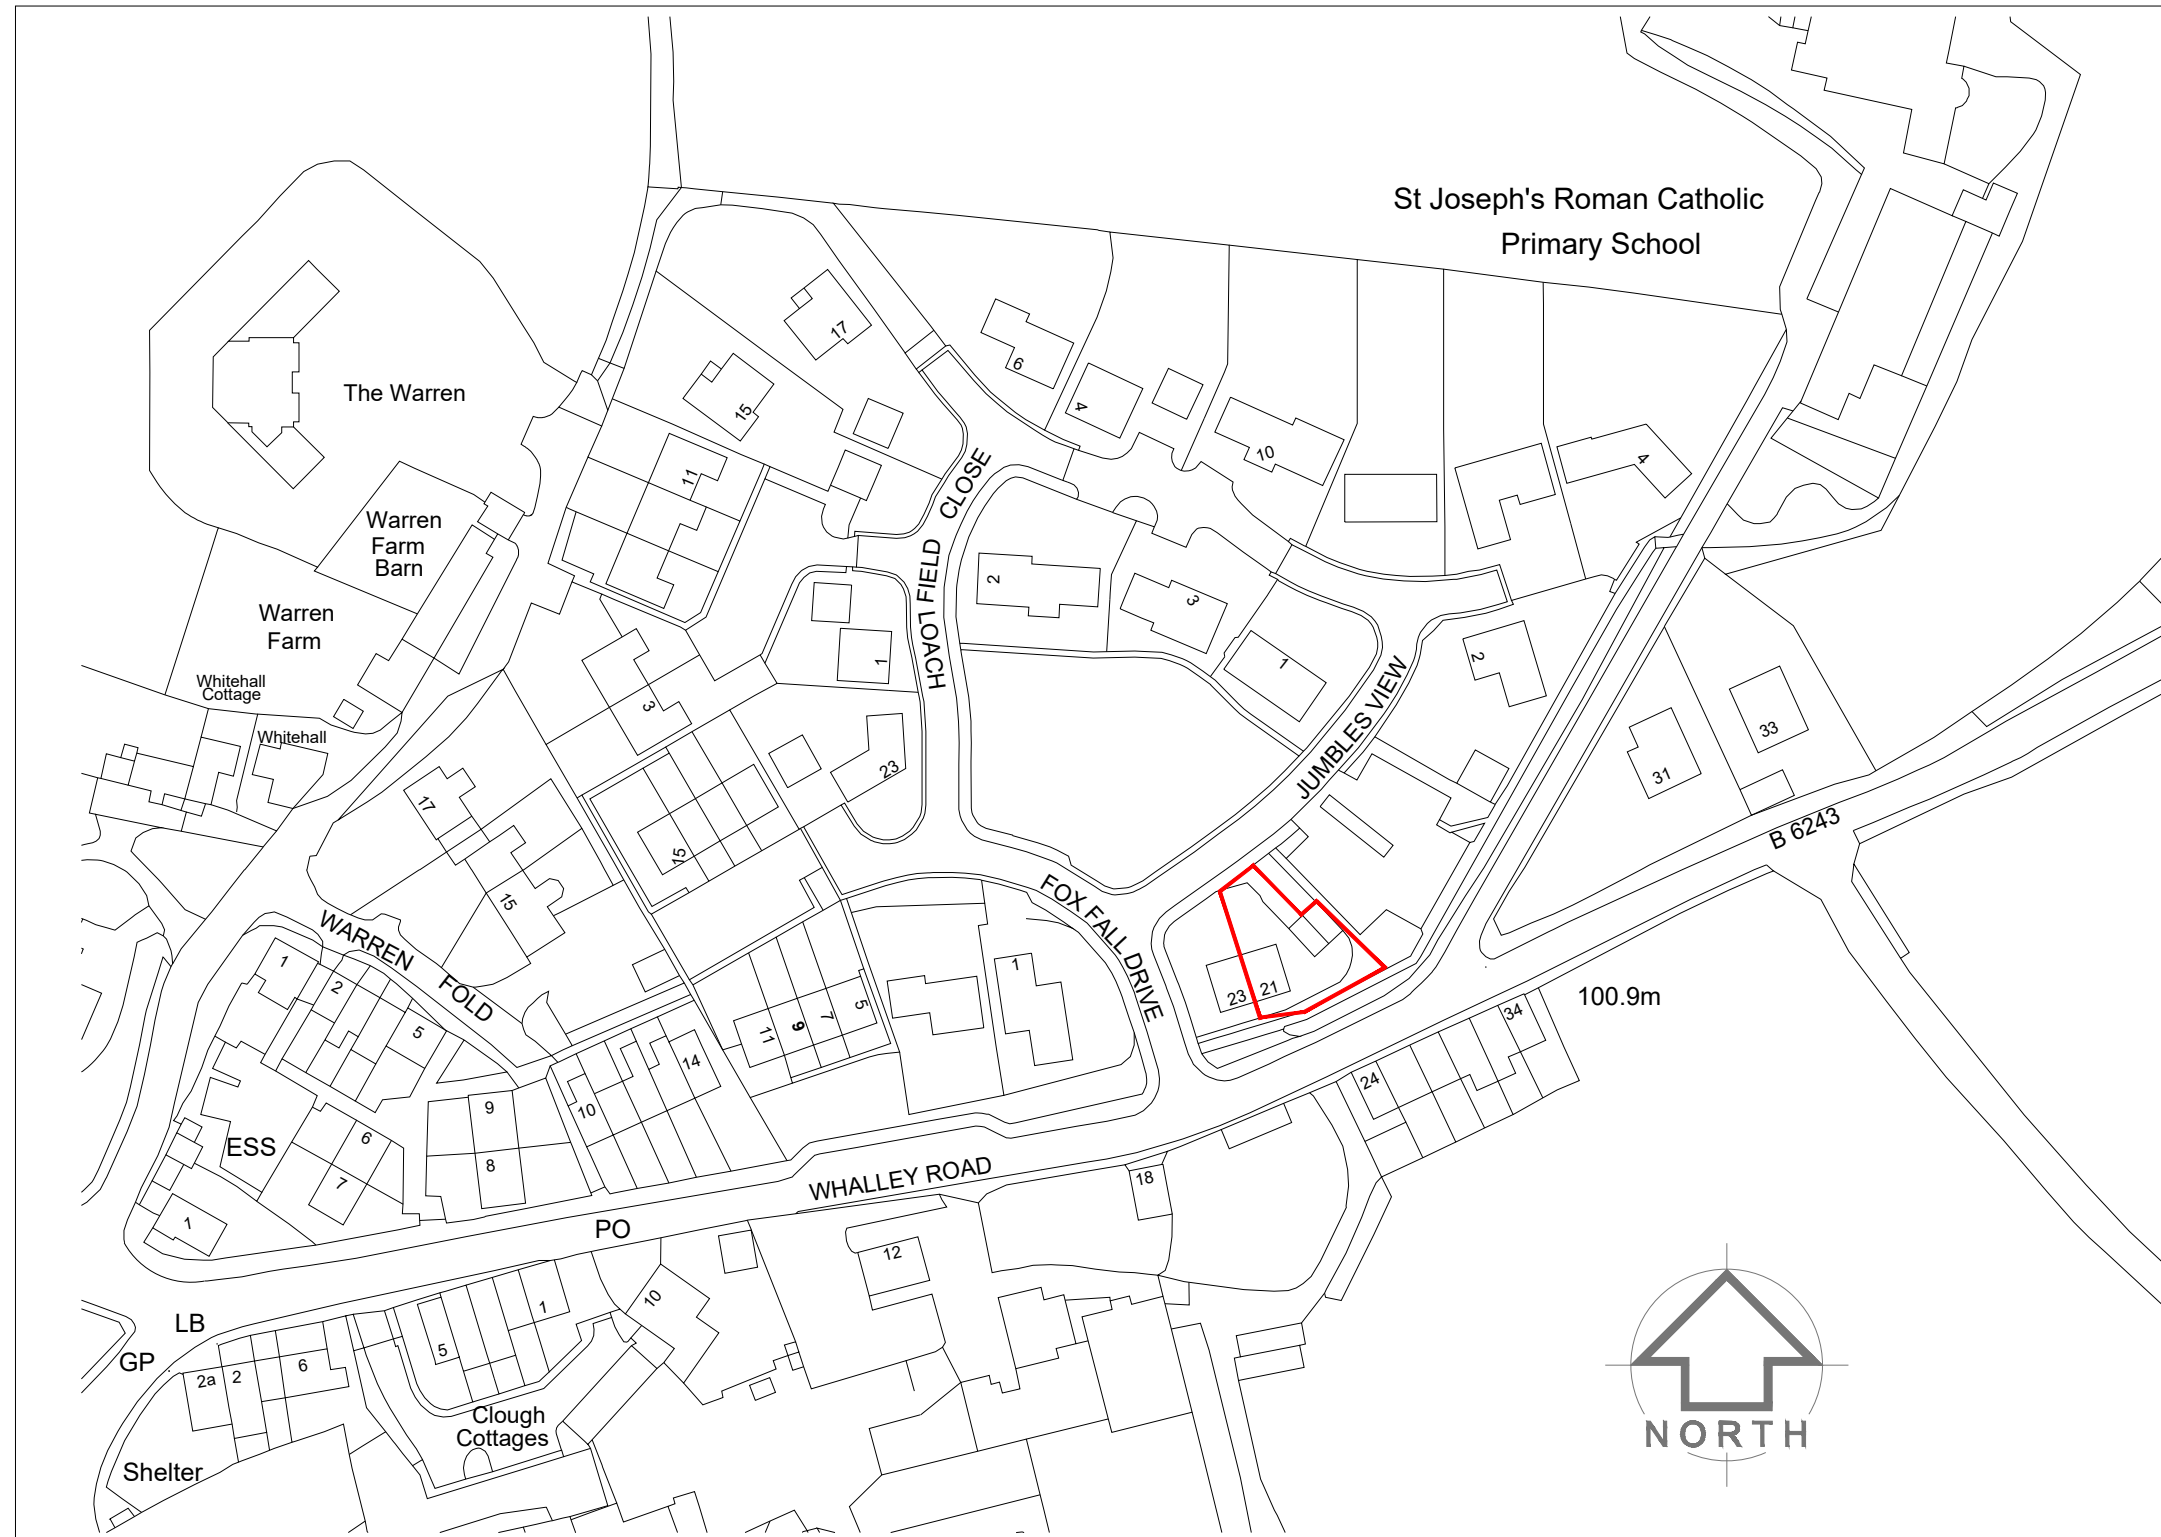 St Joseph's Roman Catholic
Primary School
17
6
The Warren
4
15
10
11
4
CLOSE
Warren
Farm
Barn
LOACH FIELD
2
3
Warren
Farm
1
1
2
JUMBLES VIEW
Whitehall
Cottage
3
Whitehall
33
31
23
17
B 6243
15
FOX FALL DRIVE
15
WARREN
FOLD
1
2
1
23
21
100.9m
5
5
7
9
11
34
14
24
10
9
6
ESS
8
7
18
WHALLEY ROAD
1
PO
12
10
1
LB
5
GP
6
2a
2
Clough
Cottages
Shelter
NORTH